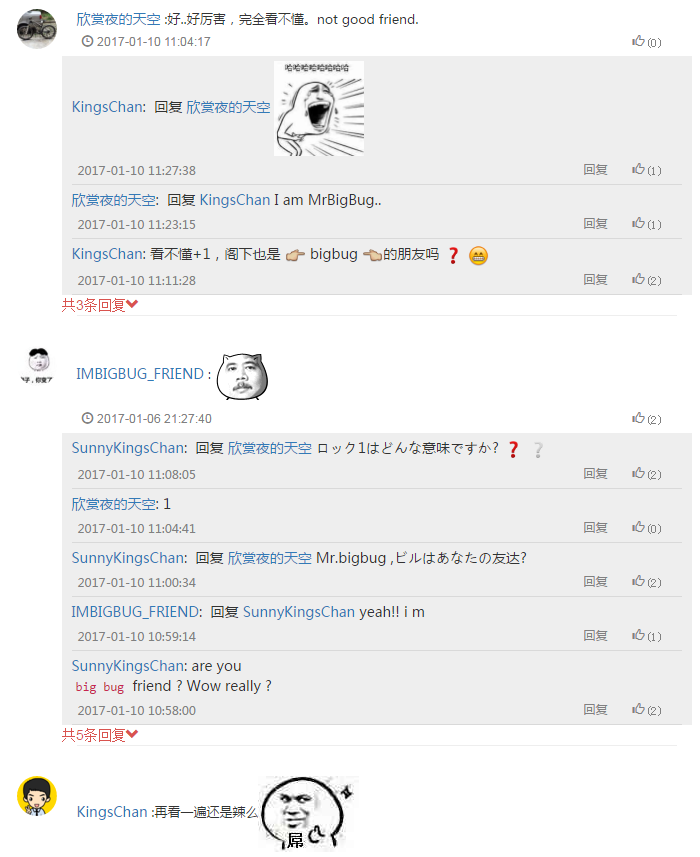 欣赏夜的天空 :好..好厉害，完全看不懂。not good friend.
2017-01-10 11:04:17 (0)
哈哈哈哈哈哈哈哈
KingsChan: 回复 欣赏夜的天空
2017-01-10 11:27:38 回复 (1)
欣赏夜的天空: 回复 KingsChan I am MrBigBug..
2017-01-10 11:23:15 回复 (1)
KingsChan: 看不懂+1，阁下也是 👉 bigbug 👈的朋友吗 ❓ 😁
2017-01-10 11:11:28 回复 (2)
共3条回复
IMBIGBUG_FRIEND :
2017-01-06 21:27:40 (2)
SunnyKingsChan: 回复 欣赏夜的天空 ロック1はどんな意味ですか? ❓ ❔
2017-01-10 11:08:05 回复 (2)
欣赏夜的天空: 1
2017-01-10 11:04:41 回复 (0)
SunnyKingsChan: 回复 欣赏夜的天空 Mr.bigbug ,ビルはあなたの友达?
2017-01-10 11:00:34 回复 (2)
IMBIGBUG_FRIEND: 回复 SunnyKingsChan yeah!! i m
2017-01-10 10:59:14 回复 (1)
SunnyKingsChan: are you
big bug friend ? Wow really ?
2017-01-10 10:58:00 回复 (2)
共5条回复
KingsChan :再看一遍还是辣么
屌